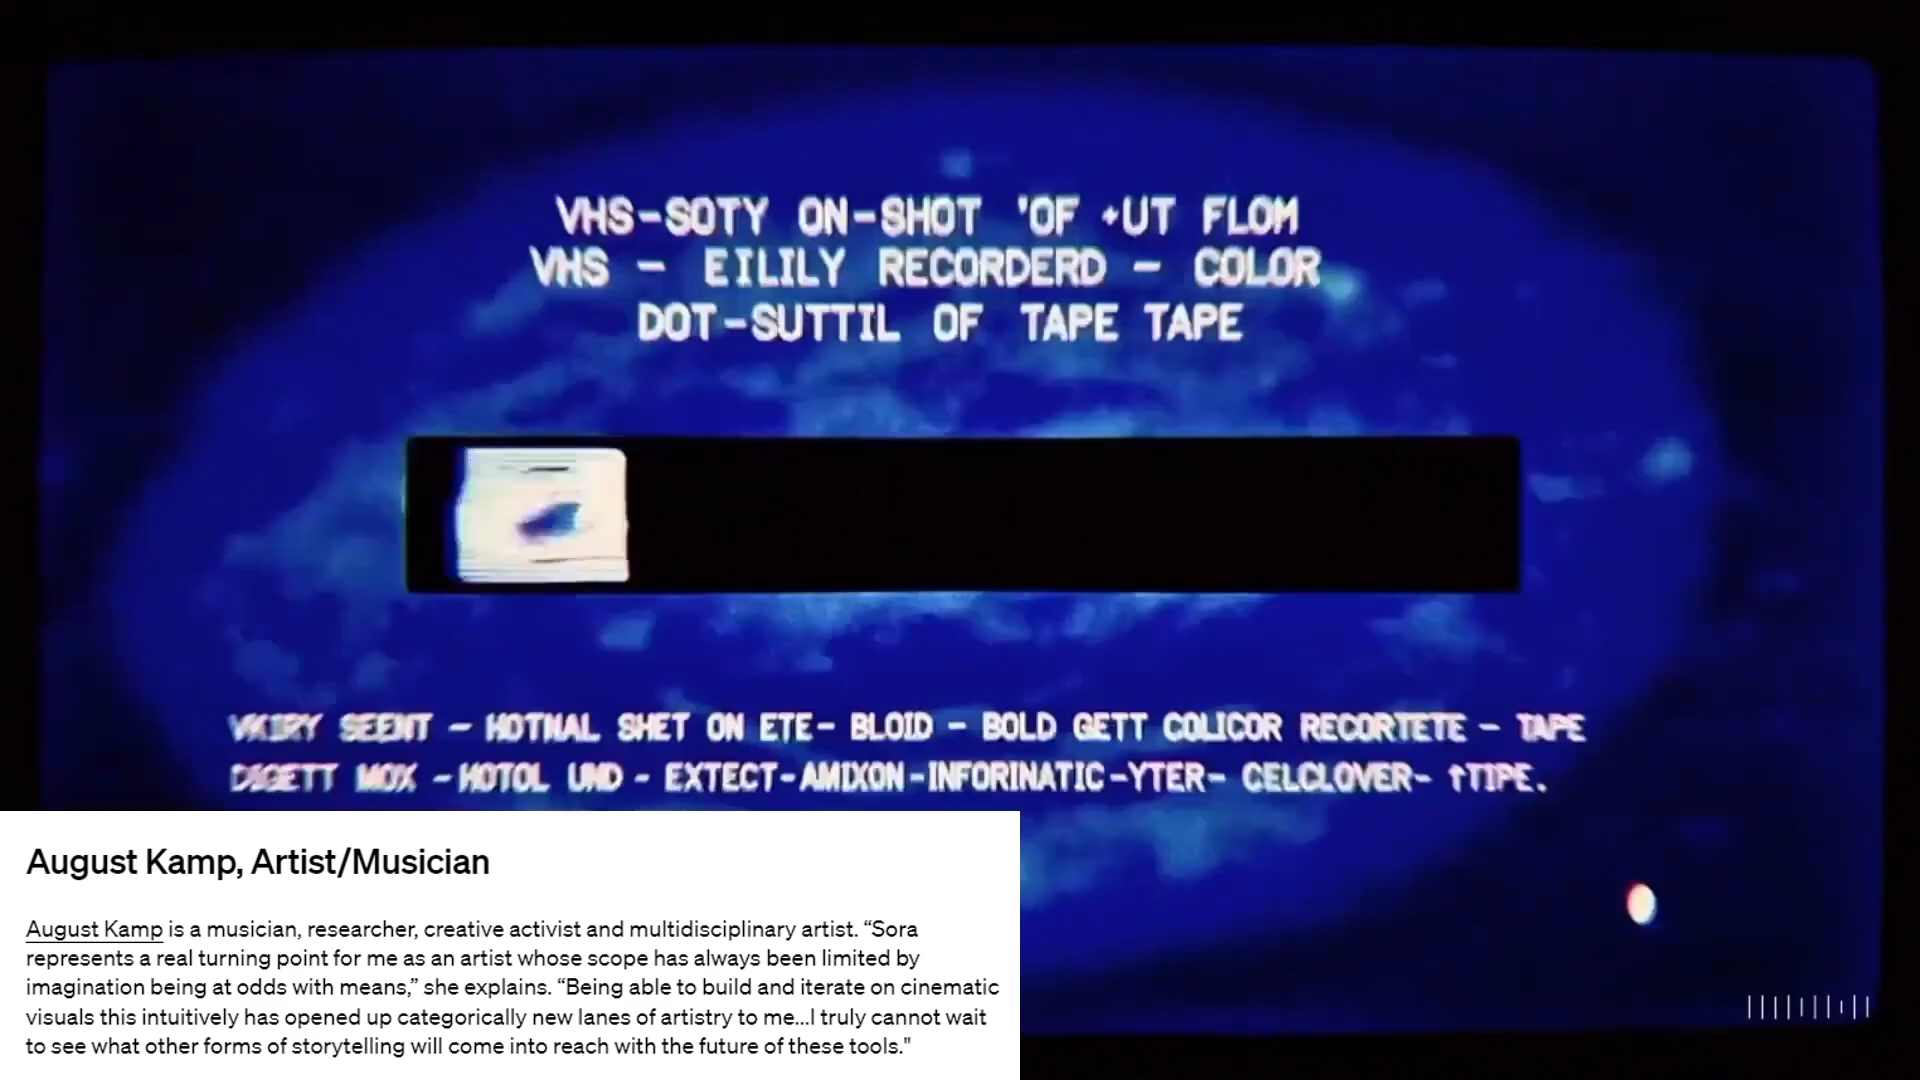 VHS-SOTY ON-SHOT 'OF +UT FLOM
VHS - EILILY RECORDERD - COLOR
DOT-SUTTIL OF TAPE TAPE
VKIRY SEENT - HOTNAL SHET ON ETE- BLOID - BOLD GETT COLICOR RECORTETE - TAPE
DIGETT MOX -HOTOL UND - EXTECT-AMIXON-INFORINATIC-YTER- CELCLOVER- ↑TIPE.
August Kamp, Artist/Musician
August Kamp is a musician, researcher, creative activist and multidisciplinary artist. “Sora
represents a real turning point for me as an artist whose scope has always been limited by
imagination being at odds with means,” she explains. “Being able to build and iterate on cinematic
visuals this intuitively has opened up categorically new lanes of artistry to me...I truly cannot wait
to see what other forms of storytelling will come into reach with the future of these tools."